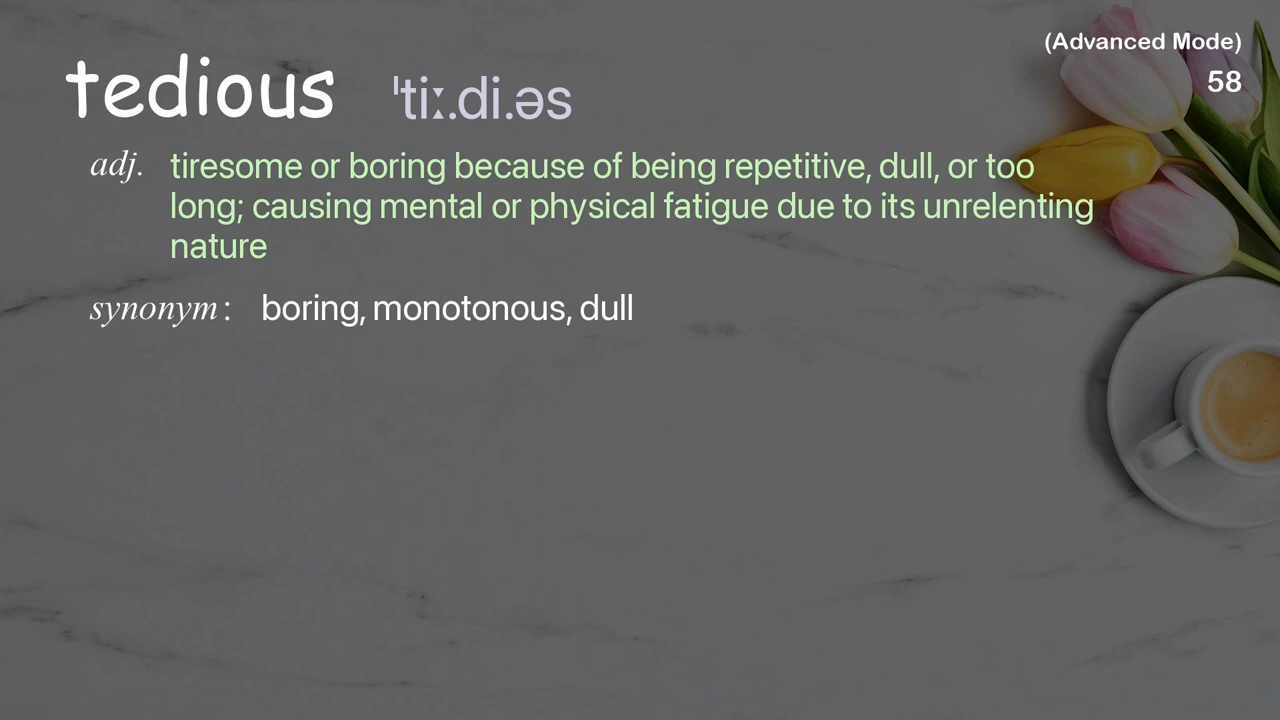 (Advanced Mode)
58
tedious ˈtiː.di.əs
adj. tiresome or boring because of being repetitive, dull, or too
long; causing mental or physical fatigue due to its unrelenting
nature
synonym : boring, monotonous, dull